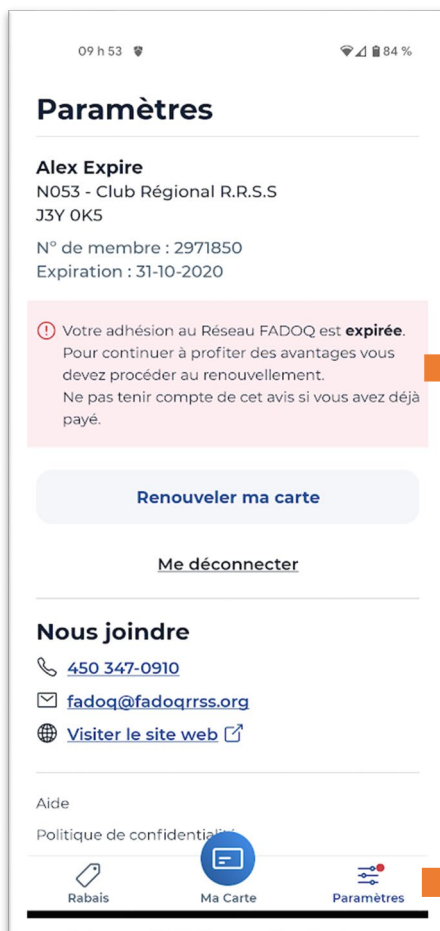 09 h 53
84 %
Paramètres
Alex Expire
N053 - Club Régional R.R.S.S
J3Y 0K5
N° de membre : 2971850
Expiration : 31-10-2020
Votre adhésion au Réseau FADOQ est expirée.
Pour continuer à profiter des avantages vous
devez procéder au renouvellement.
Ne pas tenir compte de cet avis si vous avez déjà
payé.
Renouveler ma carte
Me déconnecter
Nous joindre
450 347-0910
fadoq@fadoqrrss.org
Visiter le site web
Aide
Politique de confidentialité
Rabais
Ma Carte
Paramètres